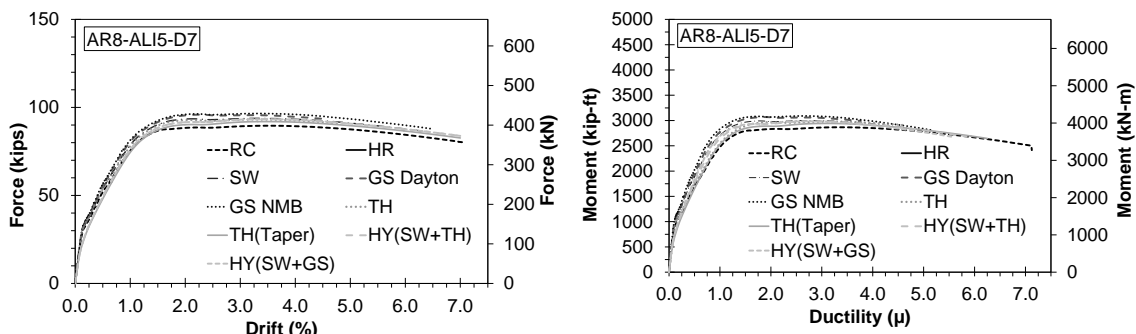 AR8-ALI5-D7
Force (kips)
150
100
50
0
0.0 1.0 2.0 3.0 4.0 5.0 6.0 7.0
Drift (%)
600
500
400
300
200
100
0
Force (kN)
RC HR
SW GS Dayton
GS NMB TH
TH(Taper) HY(SW+TH)
HY(SW+GS)
AR8-ALI5-D7
Moment (kip-ft)
5000
4500
4000
3500
3000
2500
2000
1500
1000
500
0
0.0 1.0 2.0 3.0 4.0 5.0 6.0 7.0
Ductility (μ)
6000
4000
2000
0
Moment (kN-m)
RC HR
SW GS Dayton
GS NMB TH
TH(Taper) HY(SW+TH)
HY(SW+GS)